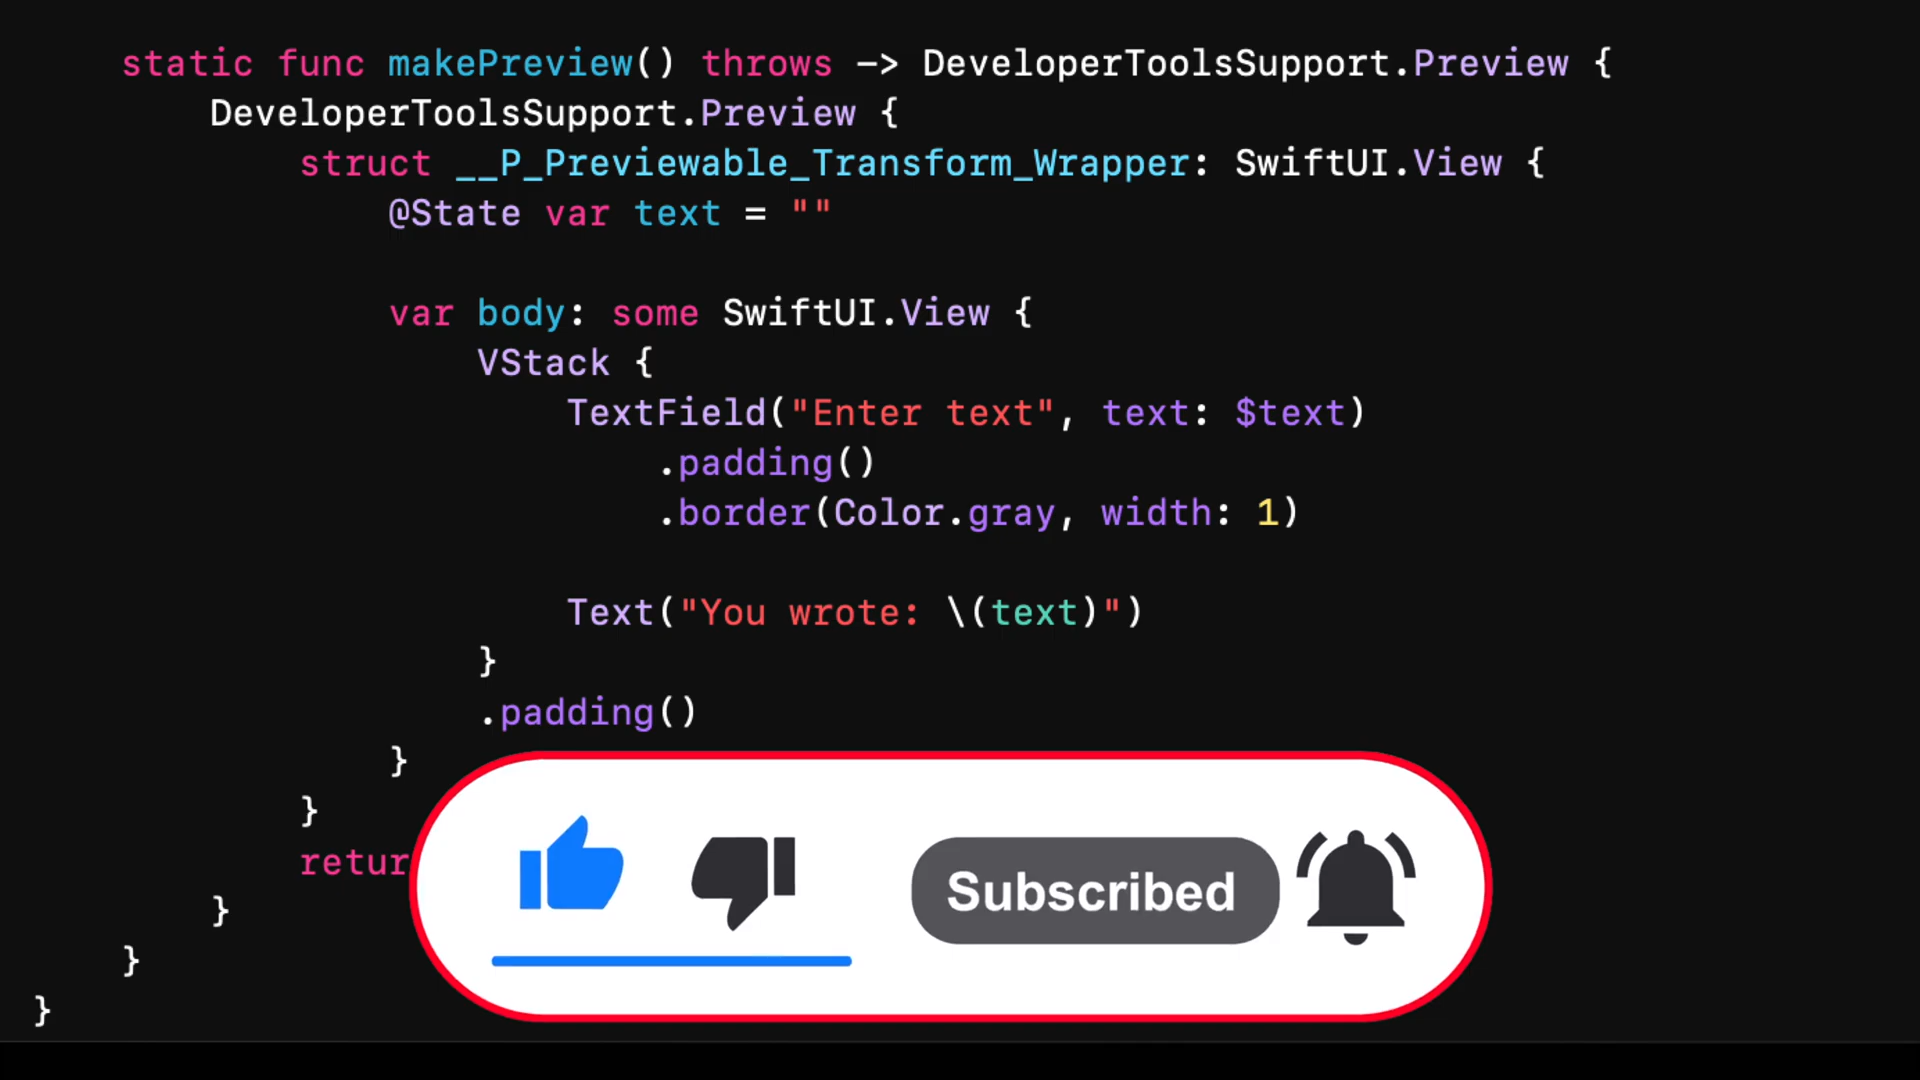 static func makePreview() throws -> DeveloperToolsSupport.Preview {
DeveloperToolsSupport.Preview {
struct __P_Previewable_Transform_Wrapper: SwiftUI.View {
@State var text = ""
var body: some SwiftUI.View {
VStack {
TextField("Enter text", text: $text)
.padding()
.border(Color.gray, width: 1)
Text("You wrote: \(text)")
}
.padding()
}
}
retur
}
}
}
Subscribed